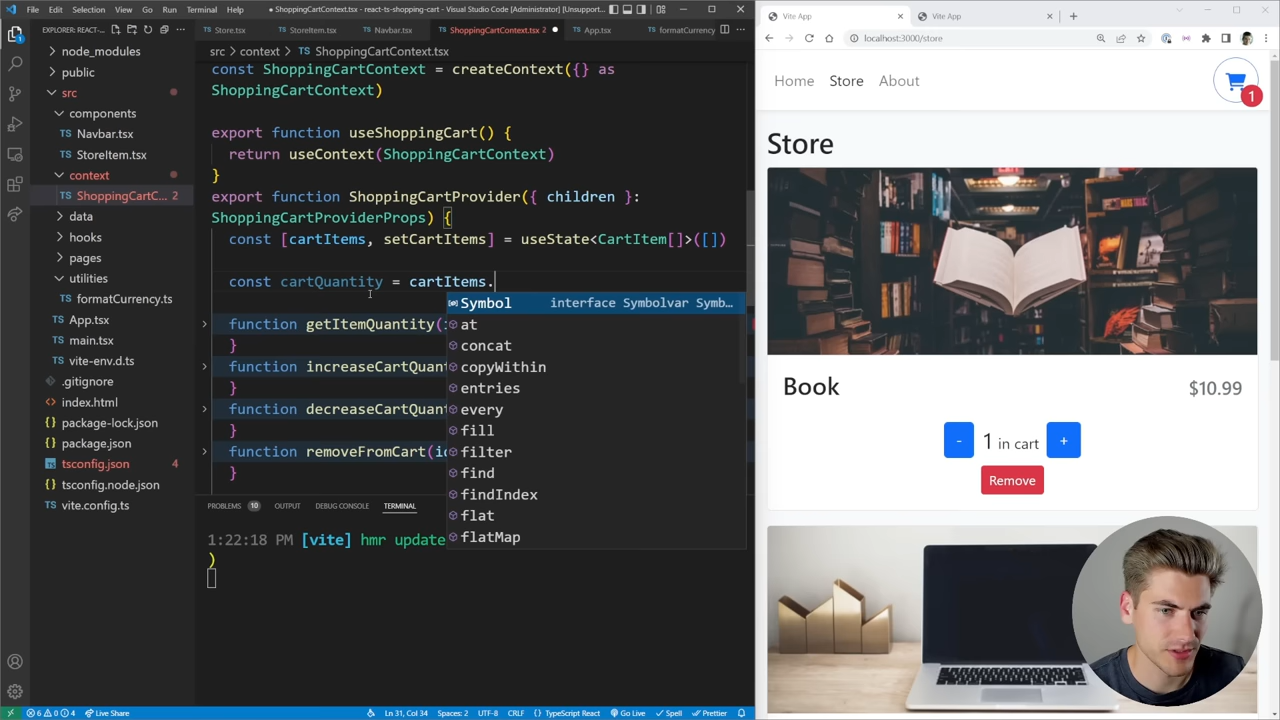 File Edit Selection View Go Run Terminal ● ShoppingCartContext.tsx - react-ts-shopping-cart - Visual Studio Code [Administrator] [Unsupport...
EXPLORER: REACT-...
Store.tsx StoreItem.tsx Navbar.tsx ShoppingCartContext.tsx 2 App.tsx formatCurrency
src > context > ShoppingCartContext.tsx
node_modules
public
src
components
Navbar.tsx
StoreItem.tsx
context
ShoppingCartC... 2
data
hooks
pages
utilities
formatCurrency.ts
App.tsx
main.tsx
vite-env.d.ts
.gitignore
index.html
package-lock.json
package.json
tsconfig.json 4
tsconfig.node.json
vite.config.ts
const ShoppingCartContext = createContext({} as
ShoppingCartContext)
export function useShoppingCart() {
return useContext(ShoppingCartContext)
}
export function ShoppingCartProvider({ children }:
ShoppingCartProviderProps) {
const [cartItems, setCartItems] = useState<CartItem[]>([])
const cartQuantity = cartItems.
function getItemQuantity(
}
function increaseCartQuant
}
function decreaseCartQuant
}
function removeFromCart(id
}
Symbol interface Symbolvar Symb...
at
concat
copyWithin
entries
every
fill
filter
find
findIndex
flat
flatMap
PROBLEMS 10 OUTPUT DEBUG CONSOLE TERMINAL
1:22:18 PM [vite] hmr update
)
6 0 4 Live Share
Ln 31, Col 34 Spaces: 2 UTF-8 CRLF {} TypeScript React Go Live Spell Prettier
Vite App Vite App
localhost:3000/store
Home Store About
1
Store
Book $10.99
- 1 in cart +
Remove